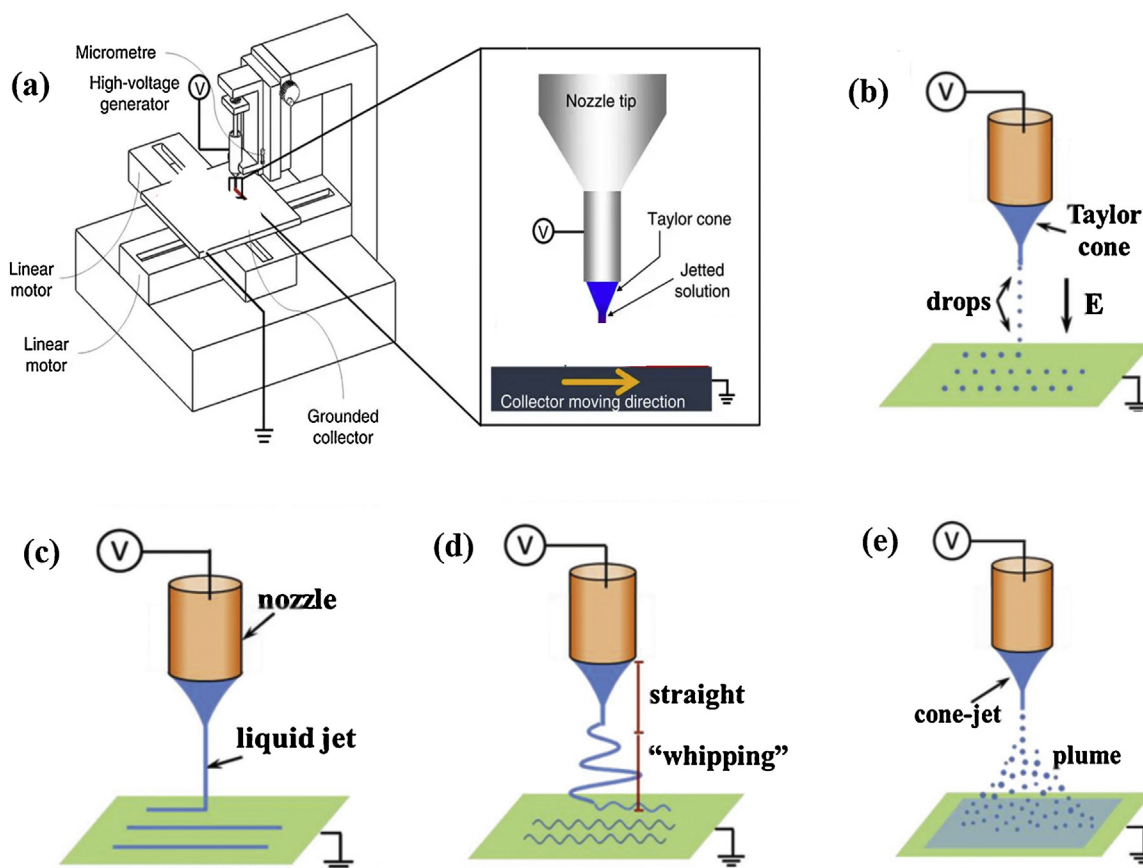 (a)
Micrometre
High-voltage
generator
V
Linear
motor
Linear
motor
Grounded
collector
Nozzle tip
V
Taylor cone
Jetted
solution
Collector moving direction
(b)
V
Taylor
cone
drops
E
(c)
V
nozzle
liquid jet
(d)
V
straight
“whipping”
(e)
V
cone-jet
plume